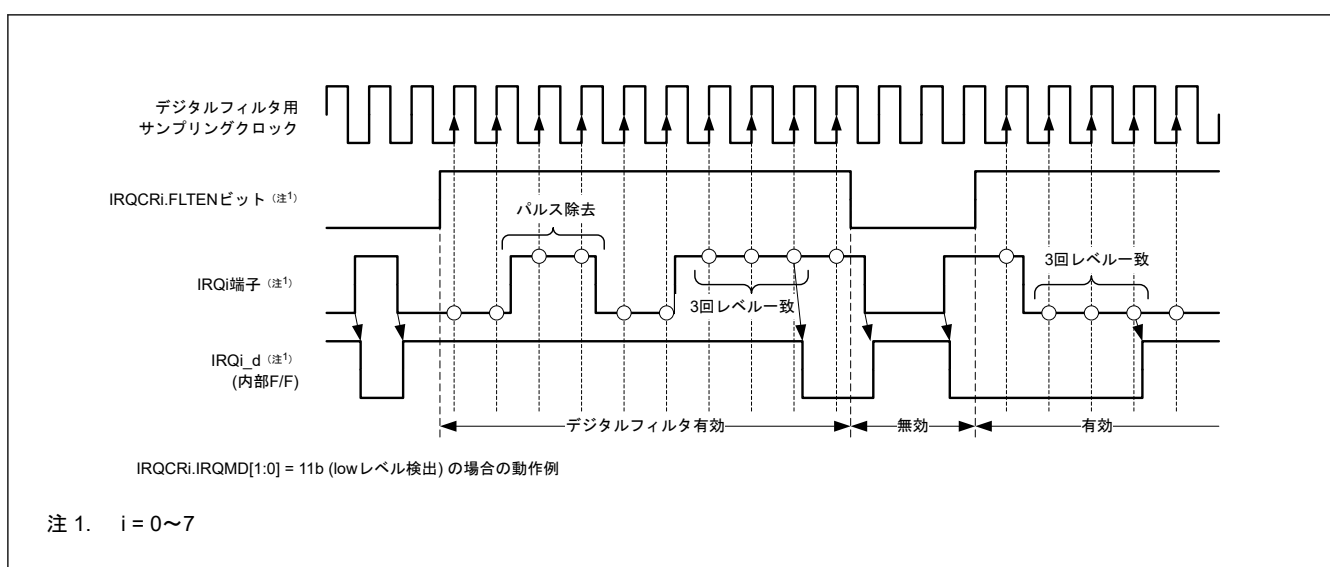 デジタルフィルタ用
サンプリングクロック
IRQCRi.FLTENビット（注1）
パルス除去
IRQi端子（注1）
3回レベル一致
3回レベル一致
IRQi_d（注1）
(内部F/F)
デジタルフィルタ有効
無効
有効
IRQCRi.IRQMD[1:0] = 11b (lowレベル検出) の場合の動作例
注 1. i = 0～7